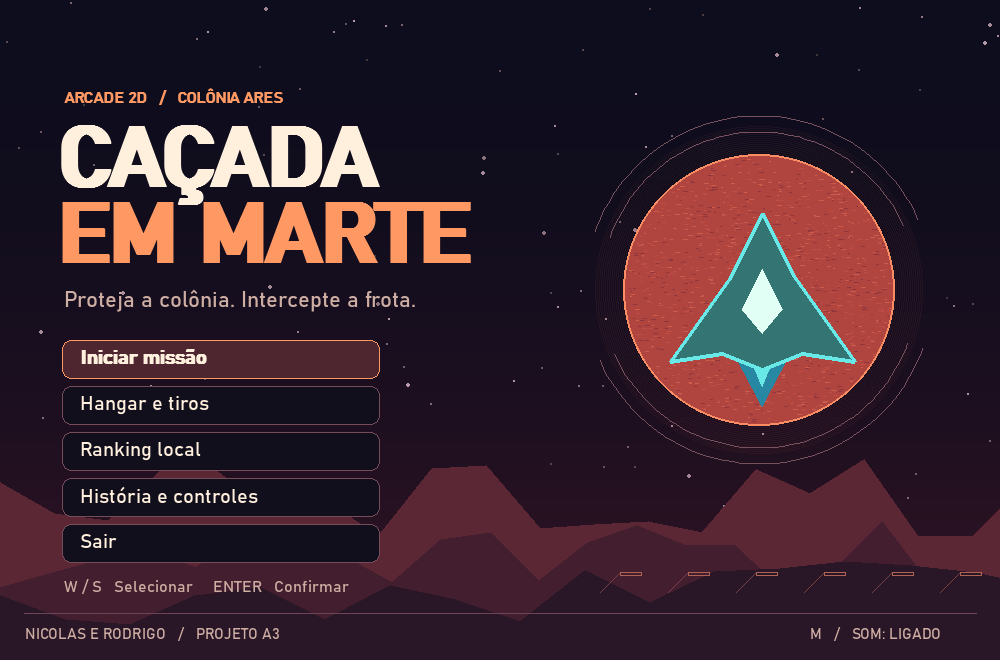 ARCADE 2D / COLÔNIA ARES
CAÇADA
EM MARTE
Proteja a colônia. Intercepte a frota.
Iniciar missão
Hangar e tiros
Ranking local
História e controles
Sair
W / S Selecionar ENTER Confirmar
NICOLAS E RODRIGO / PROJETO A3
M / SOM: LIGADO